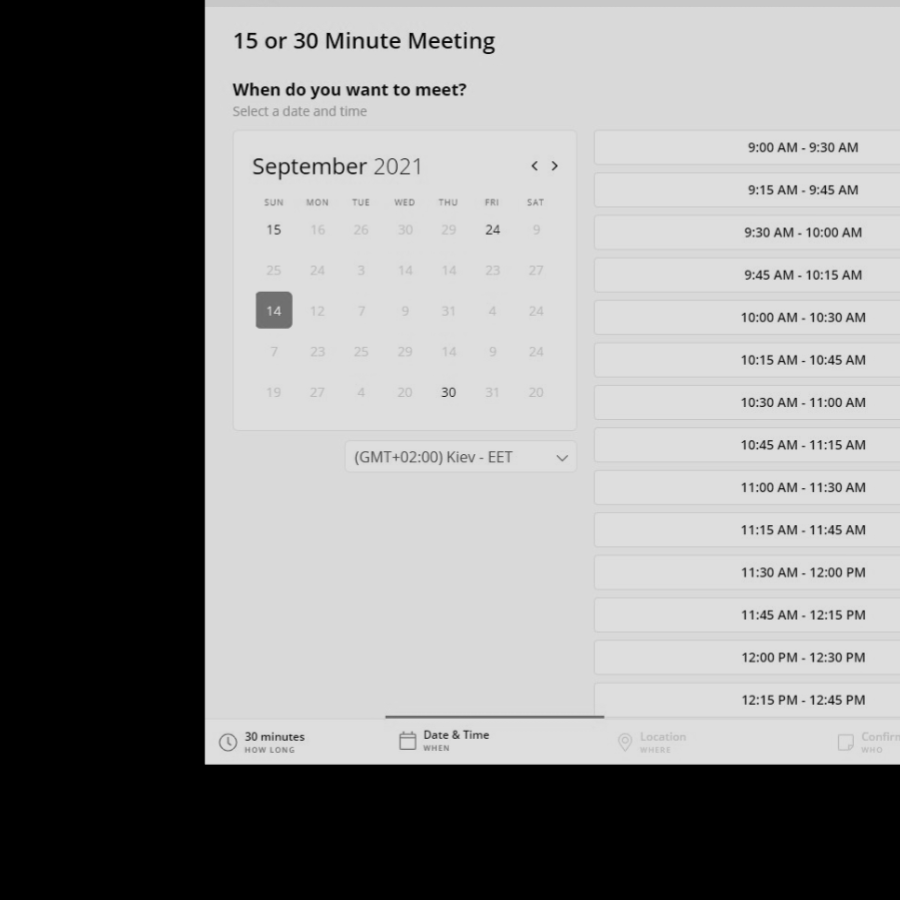 15 or 30 Minute Meeting
When do you want to meet?
Select a date and time
September 2021
SUN MON TUE WED THU FRI SAT
15 16 26 30 29 24 9
25 24 3 14 14 23 27
14 12 7 9 31 4 24
7 23 25 29 14 9 24
19 27 4 20 30 31 20
(GMT+02:00) Kiev - EET
9:00 AM - 9:30 AM
9:15 AM - 9:45 AM
9:30 AM - 10:00 AM
9:45 AM - 10:15 AM
10:00 AM - 10:30 AM
10:15 AM - 10:45 AM
10:30 AM - 11:00 AM
10:45 AM - 11:15 AM
11:00 AM - 11:30 AM
11:15 AM - 11:45 AM
11:30 AM - 12:00 PM
11:45 AM - 12:15 PM
12:00 PM - 12:30 PM
12:15 PM - 12:45 PM
30 minutes
HOW LONG
Date & Time
WHEN
Location
WHERE
Confir
WHO